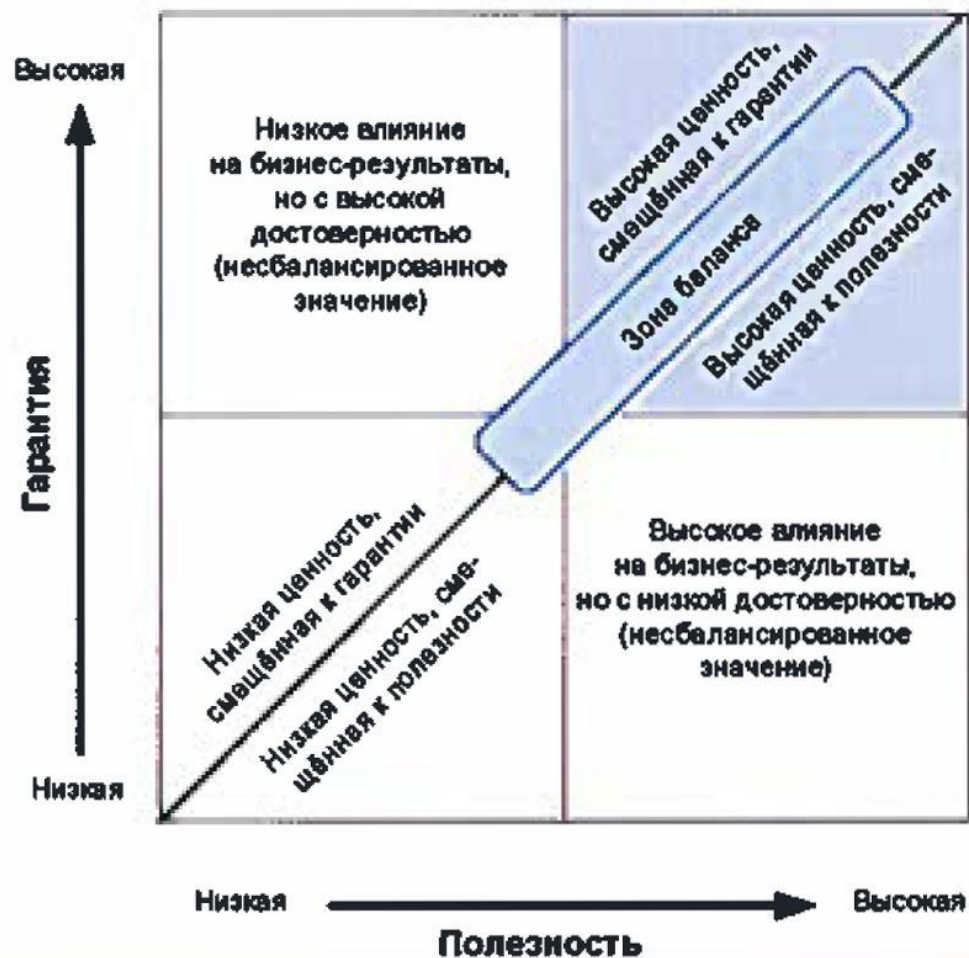 Высокая
Низкое влияние
на бизнес-результаты,
но с высокой
достоверностью
(несбалансированное
значение)
Высокая ценность,
смещённая к гарантии
Зона баланса
Высокая ценность, сме-
щённая к полезности
Гарантия
Низкая ценность,
смещённая к гарантии
Низкая ценность, сме-
щённая к полезности
Высокое влияние
на бизнес-результаты,
но с низкой достоверностью
(несбалансированное
значение)
Низкая
Низкая
Высокая
Полезность